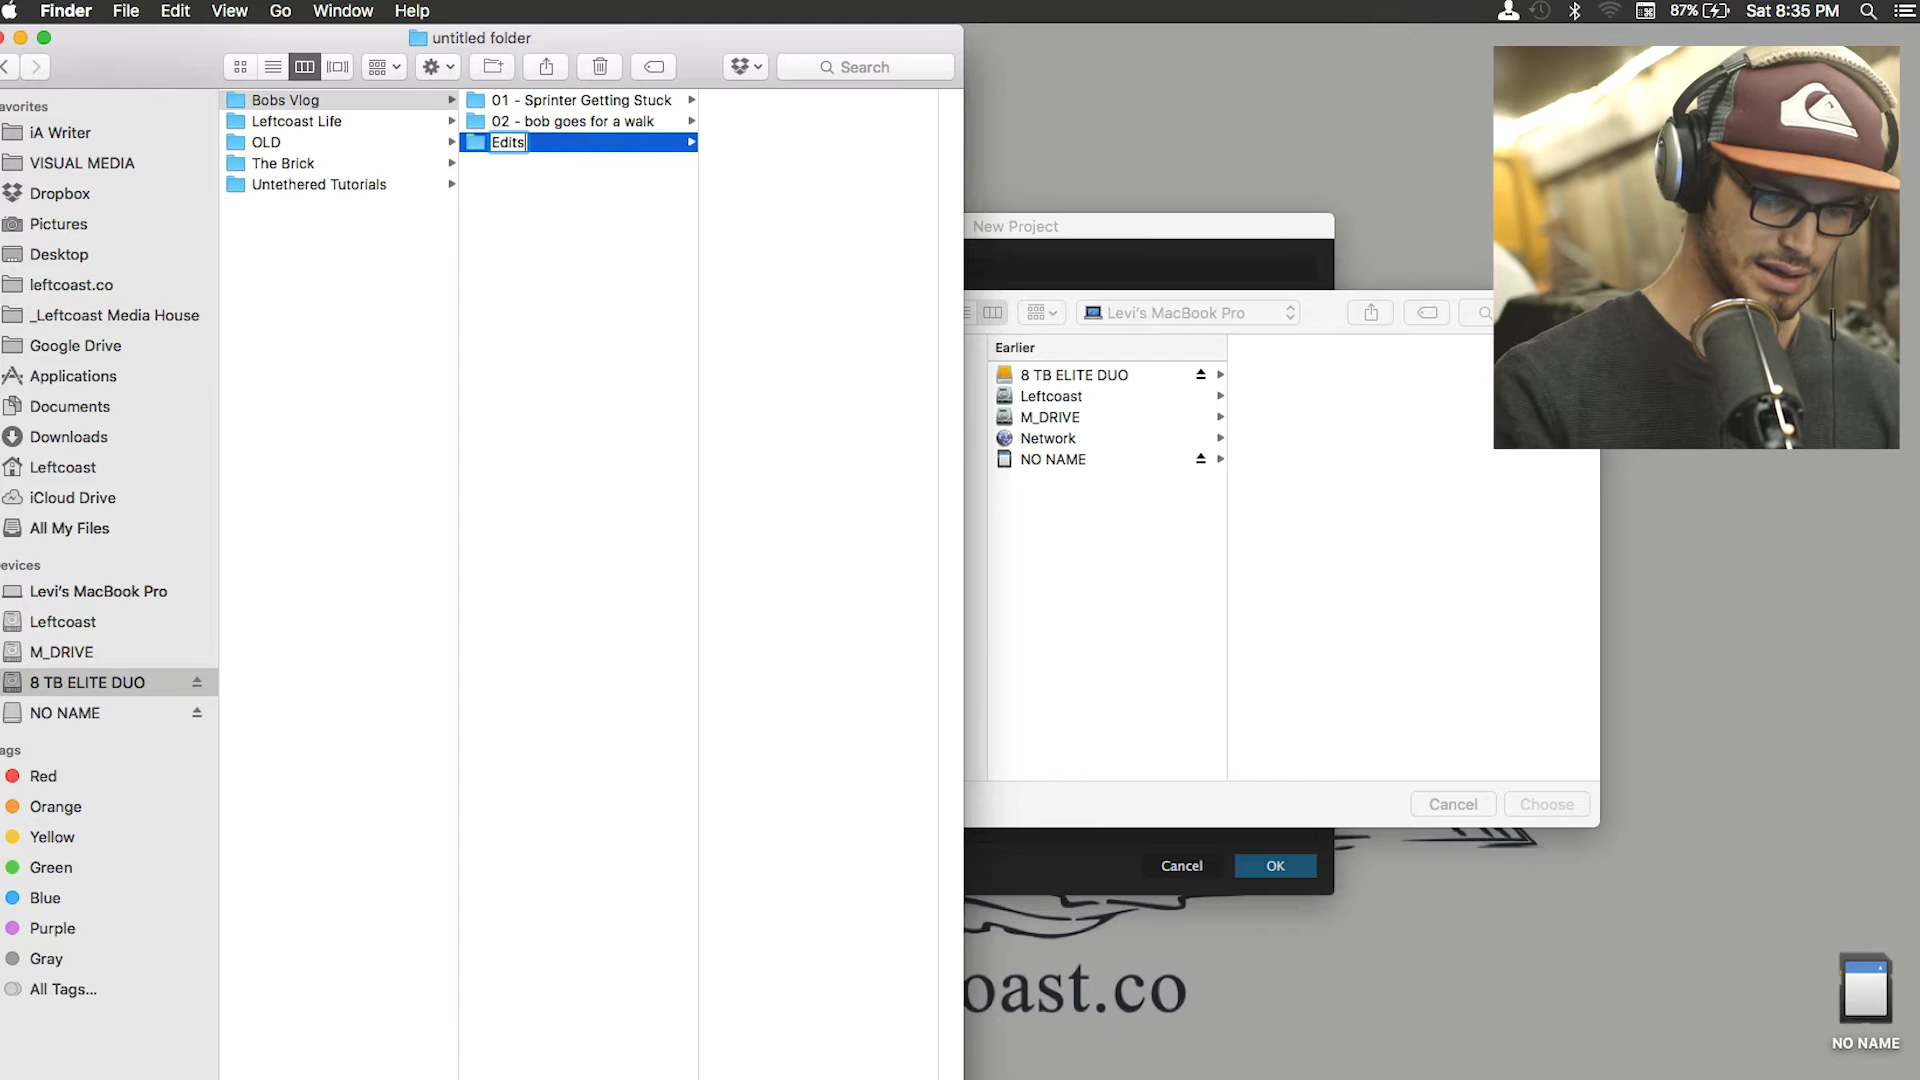 Finder File Edit View Go Window Help
87% Sat 8:35 PM
untitled folder
Search
avorites
iA Writer
VISUAL MEDIA
Dropbox
Pictures
Desktop
leftcoast.co
_Leftcoast Media House
Google Drive
Applications
Documents
Downloads
Leftcoast
iCloud Drive
All My Files
evices
Levi's MacBook Pro
Leftcoast
M_DRIVE
8 TB ELITE DUO
NO NAME
ags
Red
Orange
Yellow
Green
Blue
Purple
Gray
All Tags...
Bobs Vlog
Leftcoast Life
OLD
The Brick
Untethered Tutorials
01 - Sprinter Getting Stuck
02 - bob goes for a walk
Edits
New Project
Levi's MacBook Pro
Earlier
8 TB ELITE DUO
Leftcoast
M_DRIVE
Network
NO NAME
Cancel Choose
Cancel OK
oast.co
NO NAME